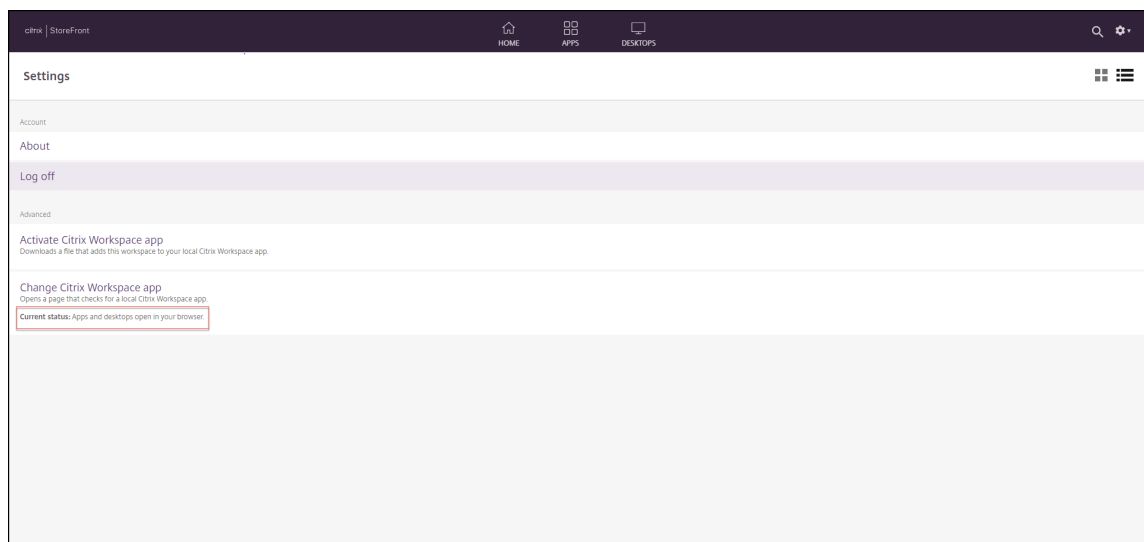 citrix | StoreFront
HOME
APPS
DESKTOPS
Settings
Account
About
Log off
Advanced
Activate Citrix Workspace app
Downloads a file that adds this workspace to your local Citrix Workspace app.
Change Citrix Workspace app
Opens a page that checks for a local Citrix Workspace app.
Current status: Apps and desktops open in your browser.